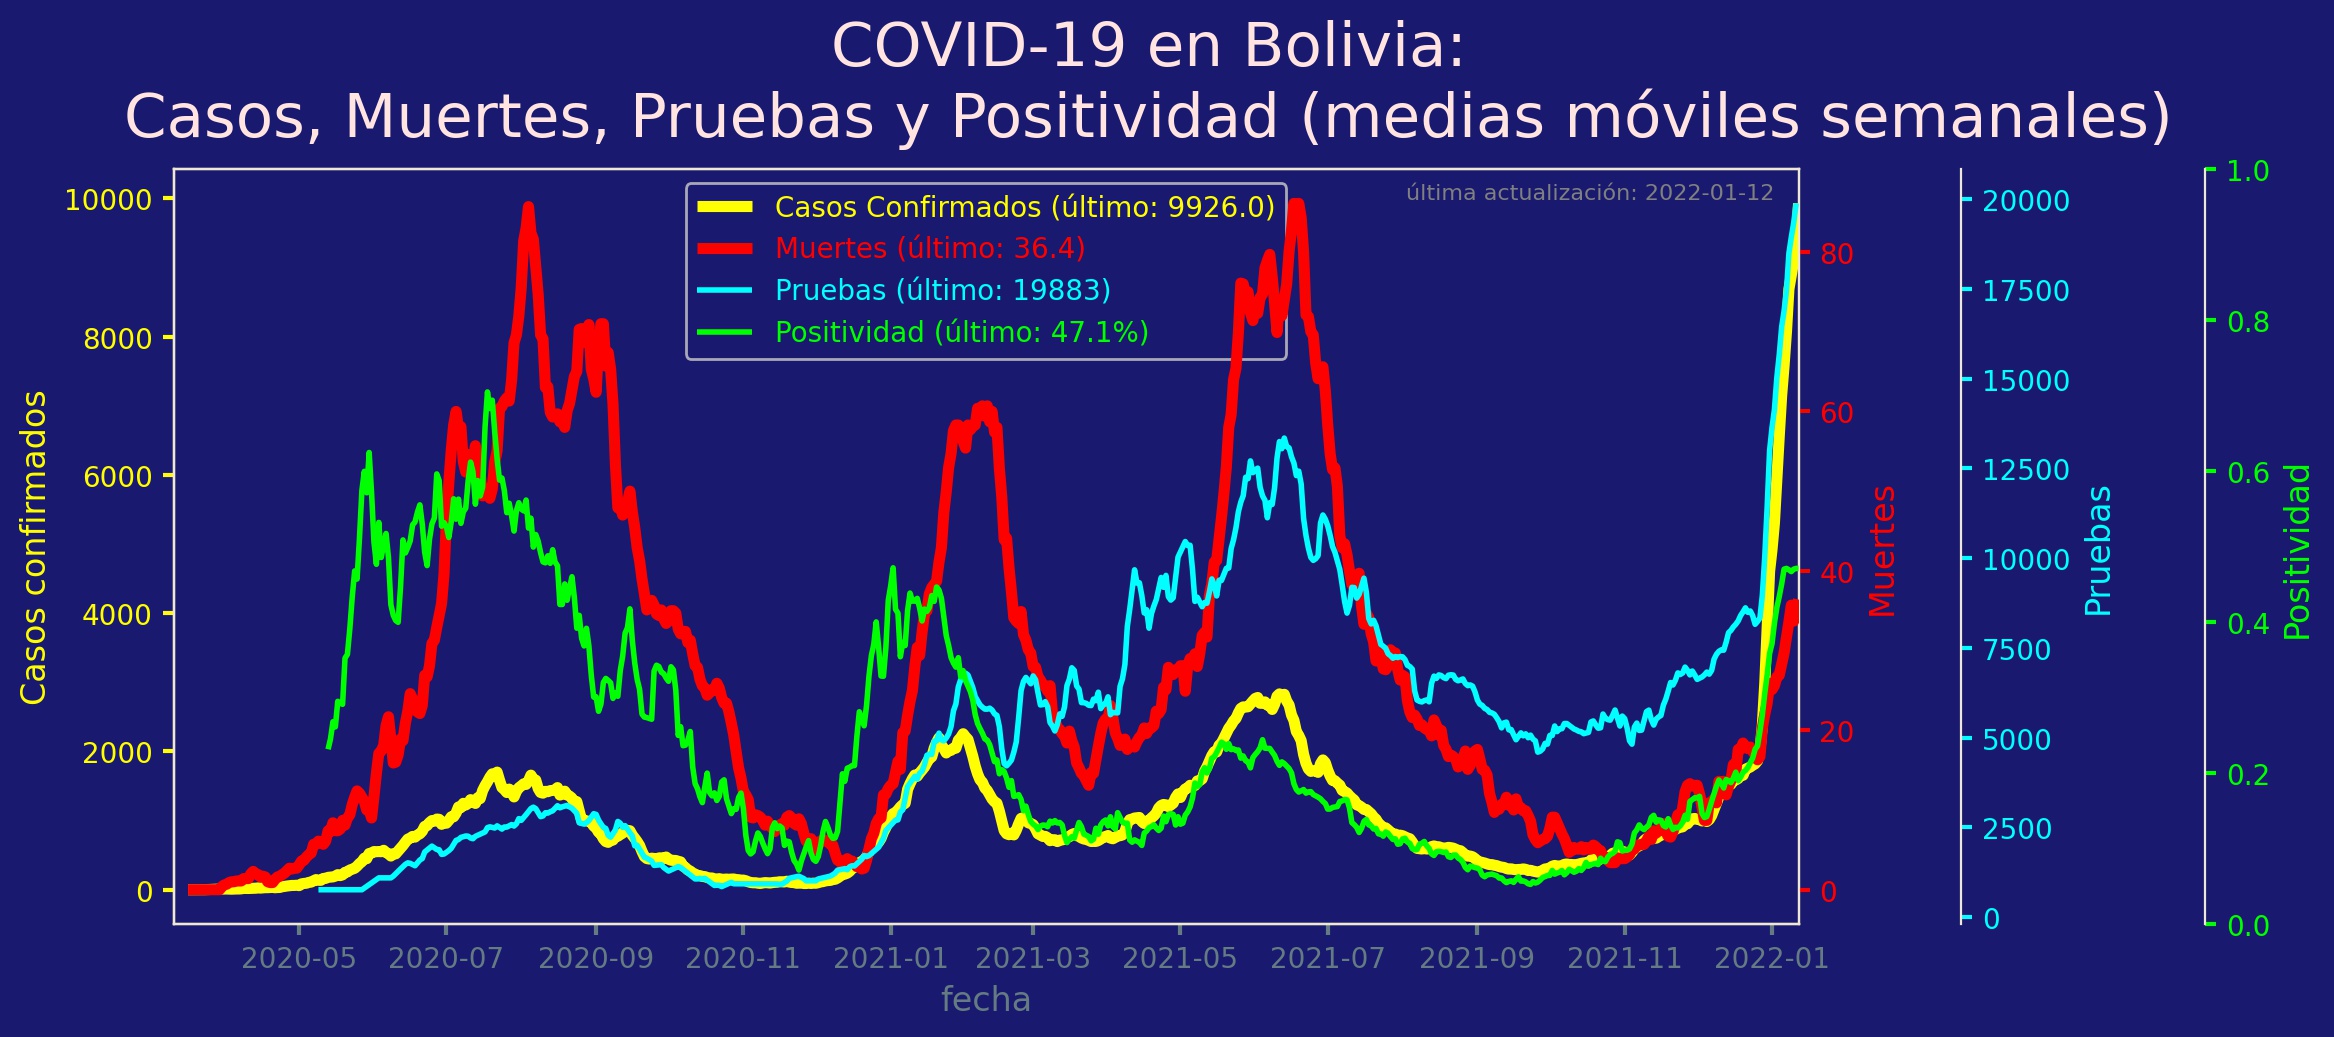 COVID-19 en Bolivia:
Casos, Muertes, Pruebas y Positividad (medias móviles semanales)
Casos Confirmados (último: 9926.0)
Muertes (último: 36.4)
Pruebas (último: 19883)
Positividad (último: 47.1%)
última actualización: 2022-01-12
Casos confirmados
10000
8000
6000
4000
2000
0
80
60
40
20
0
Muertes
20000
17500
15000
12500
10000
7500
5000
2500
0
Pruebas
1.0
0.8
0.6
0.4
0.2
0.0
Positividad
2020-05 2020-07 2020-09 2020-11 2021-01 2021-03 2021-05 2021-07 2021-09 2021-11 2022-01
fecha